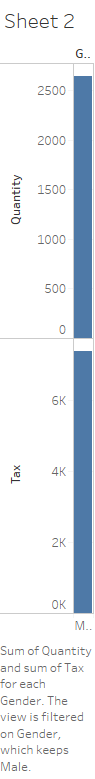 Sheet 2
G..
2500
2000
1500
1000
500
0
Quantity
6K
4K
2K
0K
Tax
M..
Sum of Quantity
and sum of Tax
for each
Gender. The
view is filtered
on Gender,
which keeps
Male.